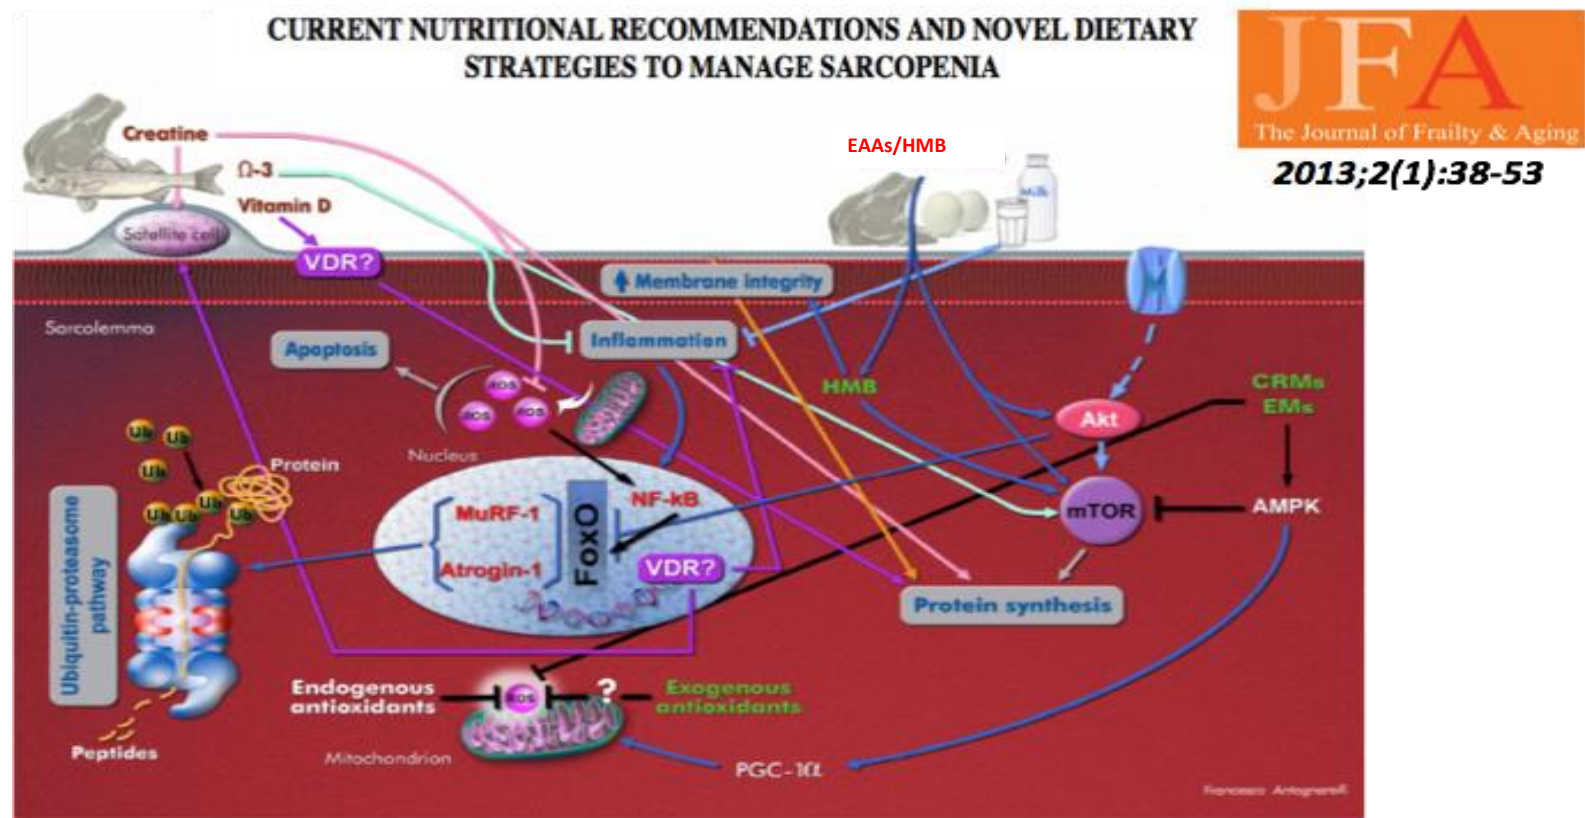 CURRENT NUTRITIONAL RECOMMENDATIONS AND NOVEL DIETARY
STRATEGIES TO MANAGE SARCOPENIA
JFA
The Journal of Frailty & Aging
2013;2(1):38-53
Creatine
Ω-3
Vitamin D
Satellite cell
VDR?
EAAs/HMB
Milk
Membrane integrity
Sarcolemma
Apoptosis
Inflammation
ROS
ROS
ROS
HMB
CRMs
EMs
Akt
Ub
Ub
Ub
Protein
Nucleus
NF-kB
MuRF-1
FoxO
Atrogin-1
VDR?
mTOR
AMPK
Ub
Ub
Ub
Ub
Protein synthesis
Ubiquitin-proteasome
pathway
Endogenous
antioxidants
ROS
?
Exogenous
antioxidants
Peptides
Mitochondrion
PGC-1α
Francesco Antognarelli